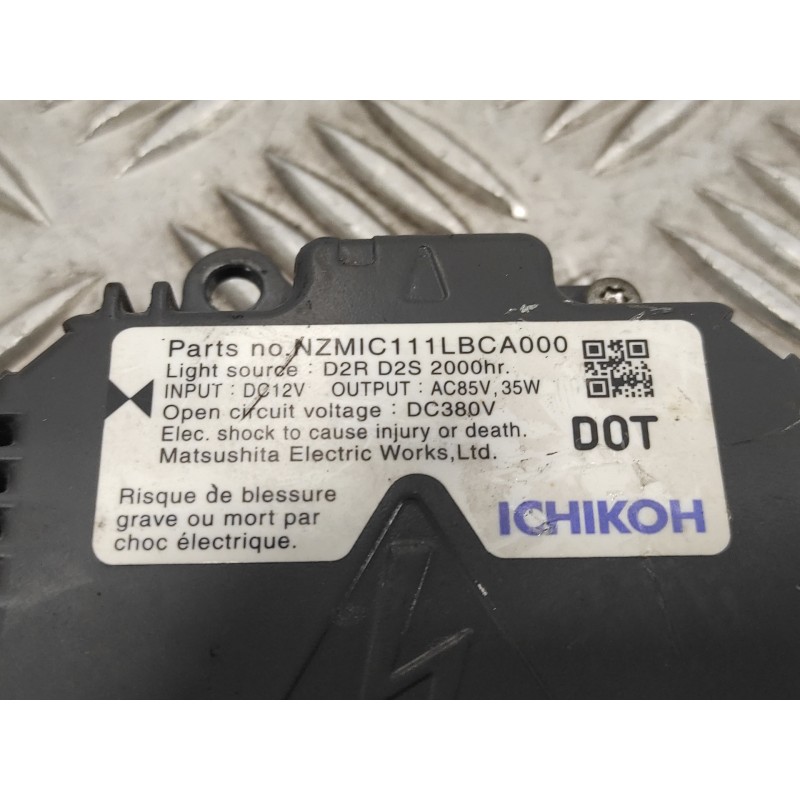 Parts no.NZMIC111LBCA000
Light source : D2R D2S 2000hr.
INPUT : DC12V OUTPUT : AC85V, 35W
Open circuit voltage : DC380V
Elec. shock to cause injury or death.
Matsushita Electric Works,Ltd.
DOT
Risque de blessure
grave ou mort par
choc électrique.
ICHIKOH